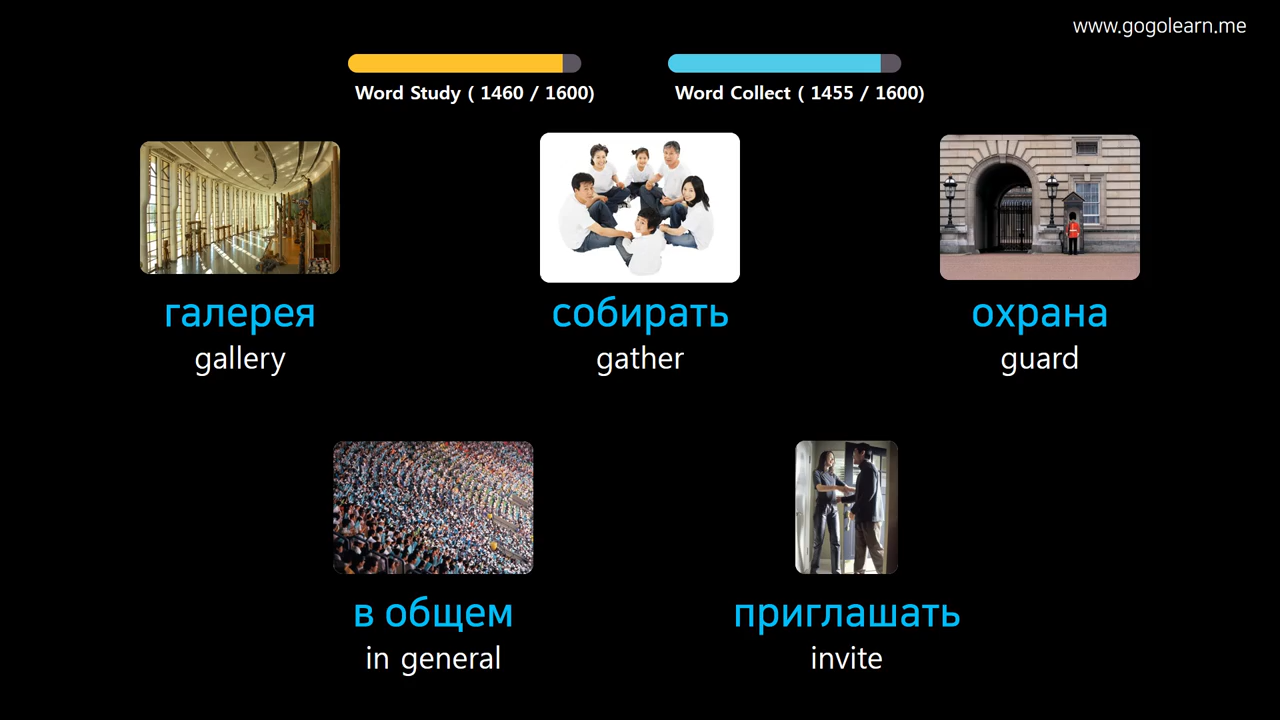 www.gogolearn.me
Word Study ( 1460 / 1600)
Word Collect ( 1455 / 1600)
галерея
gallery
собирать
gather
охрана
guard
в общем
in general
приглашать
invite